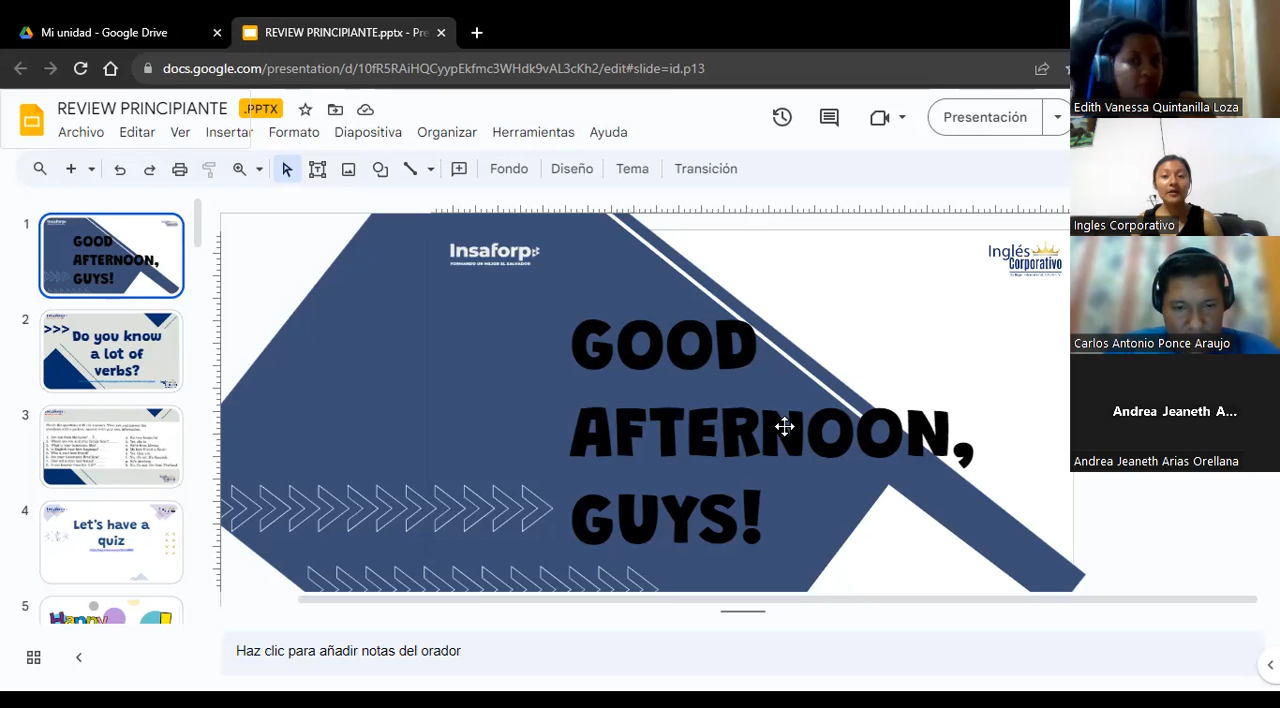 Mi unidad - Google Drive
REVIEW PRINCIPIANTE.pptx - Pre
docs.google.com/presentation/d/10fR5RAiHQCyypEkfmc3WHdk9vAL3cKh2/edit#slide=id.p13
REVIEW PRINCIPIANTE .PPTX
Archivo Editar Ver Insertar Formato Diapositiva Organizar Herramientas Ayuda
Presentación
Fondo Diseño Tema Transición
1
GOOD
AFTERNOON,
GUYS!
2
>>> Do you know
a lot of
verbs?
3
4
Let's have a
quiz
5
Happy
Insaforp
FORMANDO UN MEJOR EL SALVADOR
Inglés
Corporativo
GOOD
AFTERNOON,
GUYS!
Haz clic para añadir notas del orador
Edith Vanessa Quintanilla Loza
Ingles Corporativo
Carlos Antonio Ponce Araujo
Andrea Jeaneth A...
Andrea Jeaneth Arias Orellana